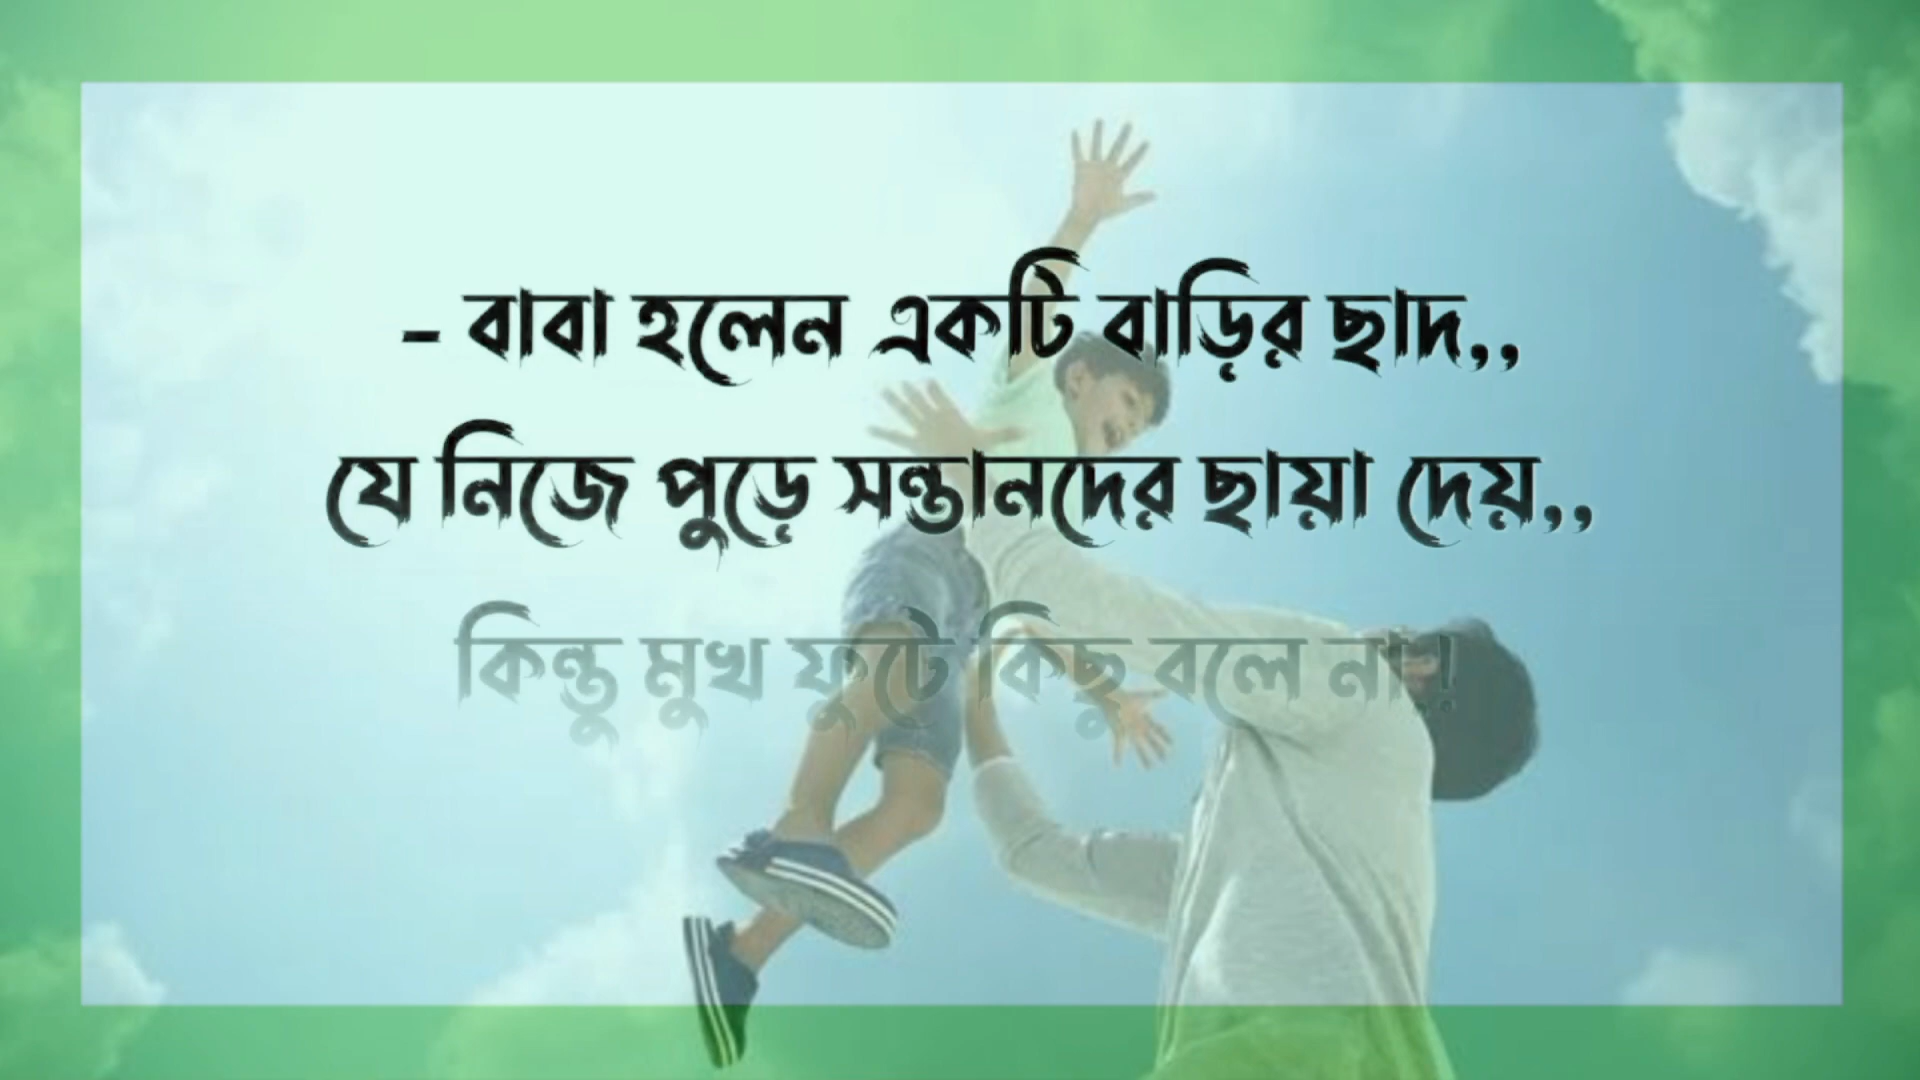 - বাবা হলেন একটি বাড়ির ছাদ,,
যে নিজে পুড়ে সন্তানদের ছায়া দেয়,,
কিন্তু মুখ ফুটে কিছু বলে না.!